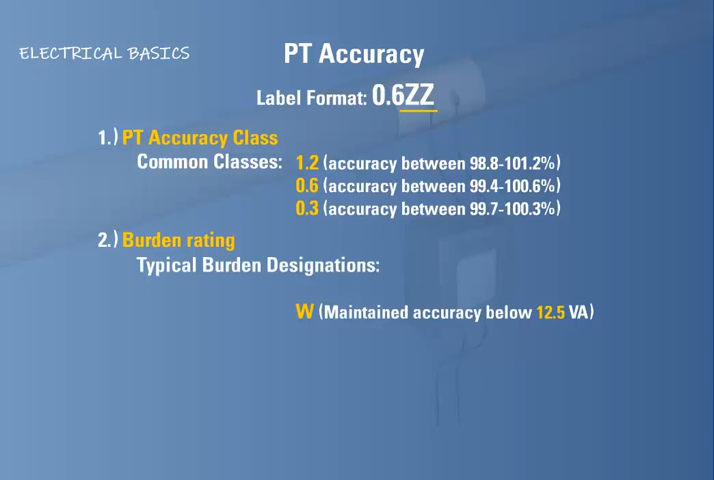 ELECTRICAL BASICS
PT Accuracy
Label Format: 0.6ZZ
1.) PT Accuracy Class
Common Classes: 1.2 (accuracy between 98.8-101.2%)
0.6 (accuracy between 99.4-100.6%)
0.3 (accuracy between 99.7-100.3%)
2.) Burden rating
Typical Burden Designations:
W (Maintained accuracy below 12.5 VA)